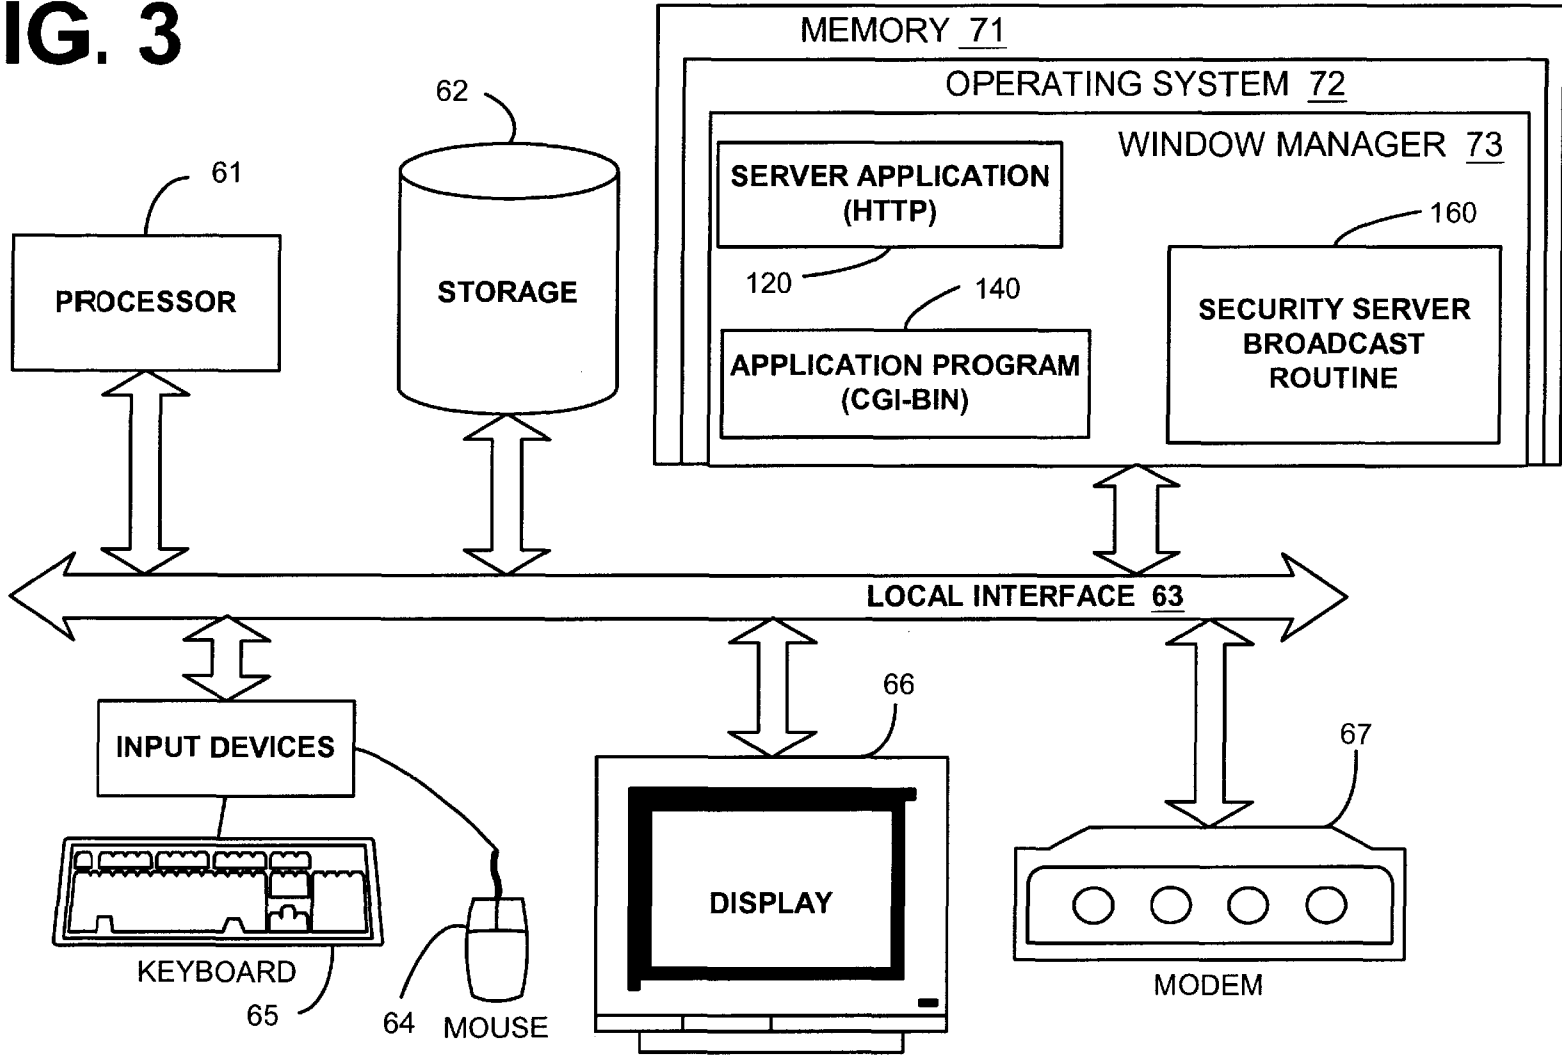 IG. 3
MEMORY 71
OPERATING SYSTEM 72
WINDOW MANAGER 73
SERVER APPLICATION
(HTTP)
120
140
APPLICATION PROGRAM
(CGI-BIN)
160
SECURITY SERVER
BROADCAST
ROUTINE
62
STORAGE
61
PROCESSOR
LOCAL INTERFACE 63
INPUT DEVICES
KEYBOARD
65
64
MOUSE
66
DISPLAY
67
MODEM